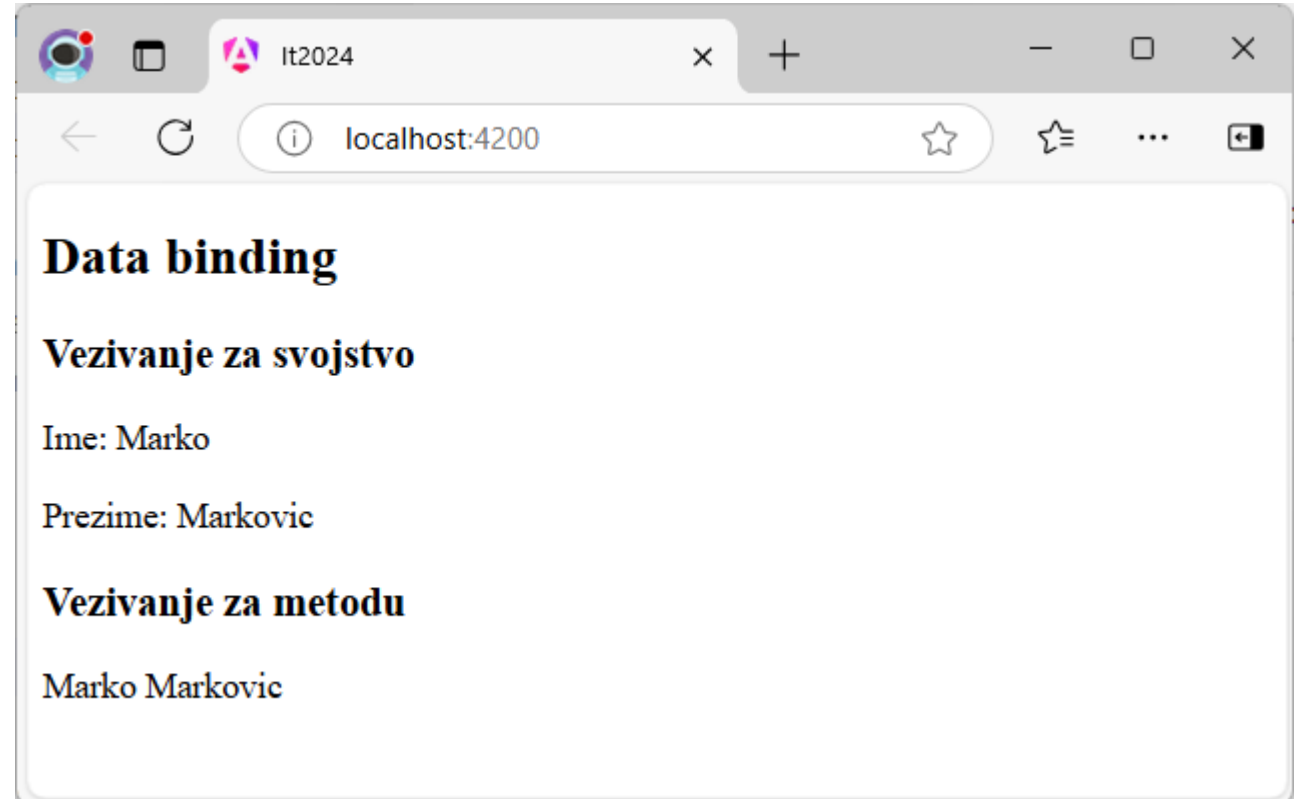 It2024
localhost:4200
Data binding
Vezivanje za svojstvo
Ime: Marko
Prezime: Markovic
Vezivanje za metodu
Marko Markovic